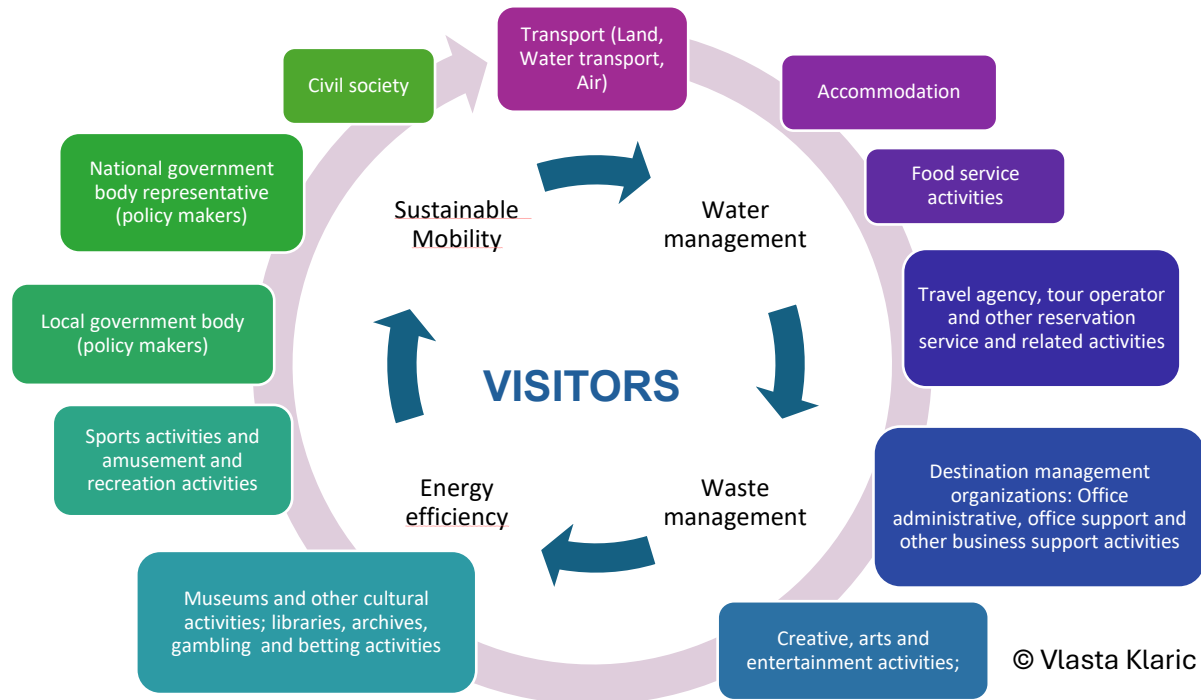 Transport (Land,
Water transport,
Air)
Accommodation
Food service
activities
Travel agency, tour operator
and other reservation
service and related activities
Destination management
organizations: Office
administrative, office support and
other business support activities
Creative, arts and
entertainment activities;
Museums and other cultural
activities; libraries, archives,
gambling and betting activities
Sports activities and
amusement and
recreation activities
Local government body
(policy makers)
National government
body representative
(policy makers)
Civil society
Sustainable
Mobility
Water
management
VISITORS
Energy
efficiency
Waste
management
© Vlasta Klaric